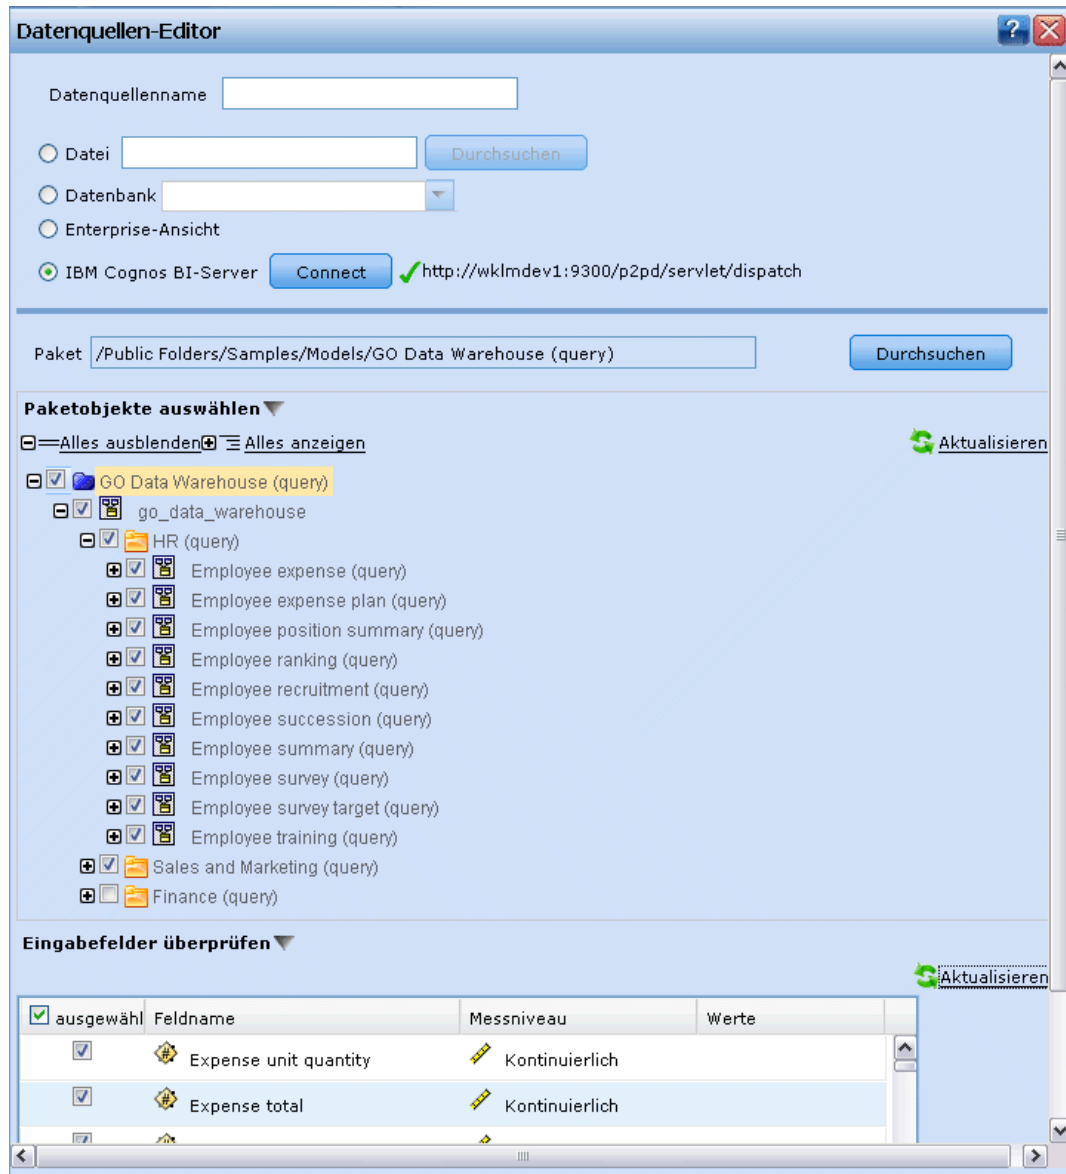 Datenquellen-Editor
?
Datenquellenname
Datei Durchsuchen
Datenbank
Enterprise-Ansicht
IBM Cognos BI-Server Connect http://wklmdev1:9300/p2pd/servlet/dispatch
Paket /Public Folders/Samples/Models/GO Data Warehouse (query) Durchsuchen
Paketobjekte auswählen
Alles ausblenden Alles anzeigen Aktualisieren
GO Data Warehouse (query)
go_data_warehouse
HR (query)
Employee expense (query)
Employee expense plan (query)
Employee position summary (query)
Employee ranking (query)
Employee recruitment (query)
Employee succession (query)
Employee summary (query)
Employee survey (query)
Employee survey target (query)
Employee training (query)
Sales and Marketing (query)
Finance (query)
Eingabefelder überprüfen
Aktualisieren
ausgewähl Feldname Messniveau Werte
Expense unit quantity Kontinuierlich
Expense total Kontinuierlich